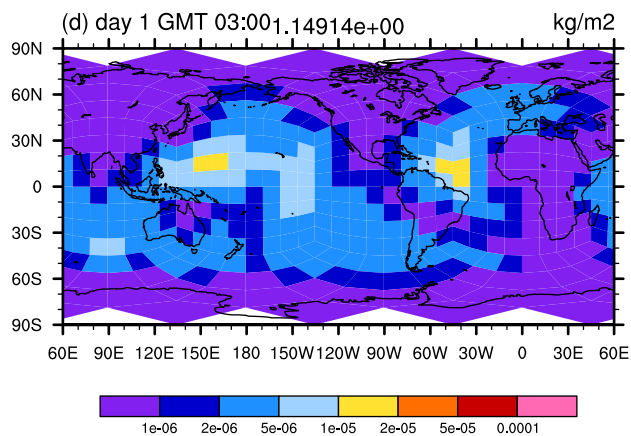 (d) day 1 GMT 03:00 1.14914e+00 kg/m2
90N
60N
30N
0
30S
60S
90S
60E 90E 120E 150E 180 150W 120W 90W 60W 30W 0 30E 60E
1e-06 2e-06 5e-06 1e-05 2e-05 5e-05 0.0001